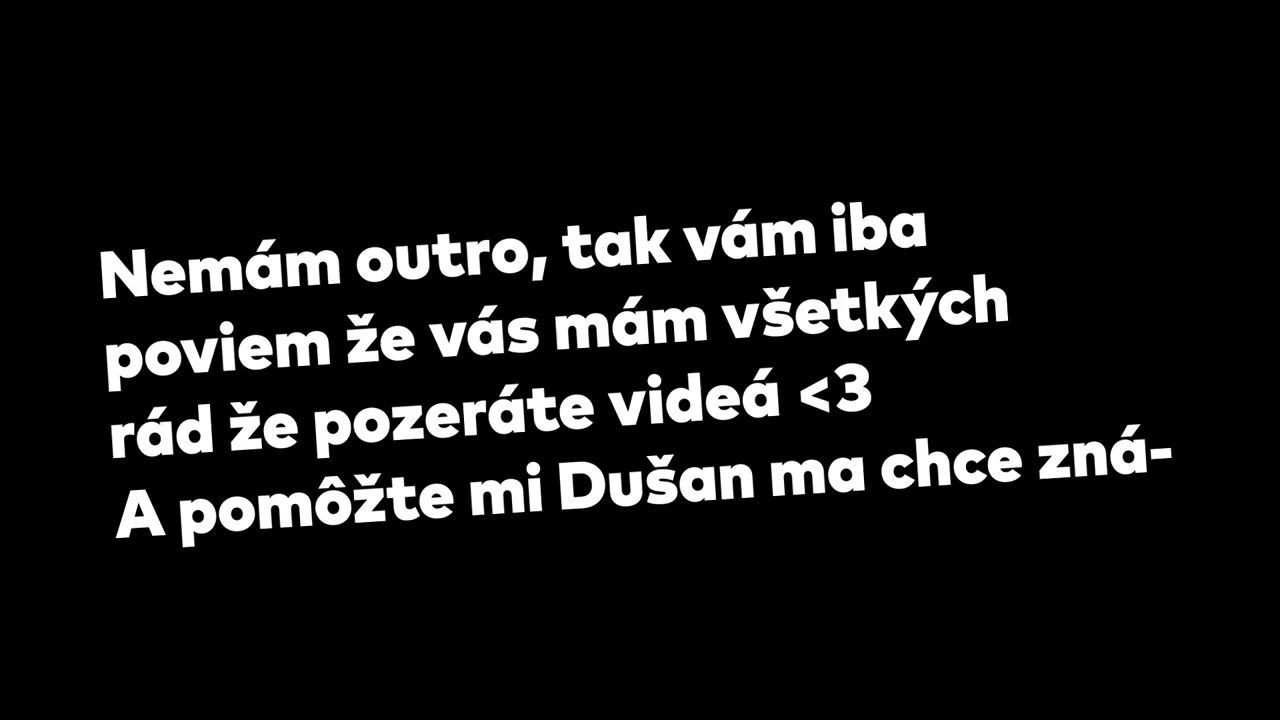 Nemám outro, tak vám iba
poviem že vás mám všetkých
rád že pozeráte videá <3
A pomôžte mi Dušan ma chce zná-